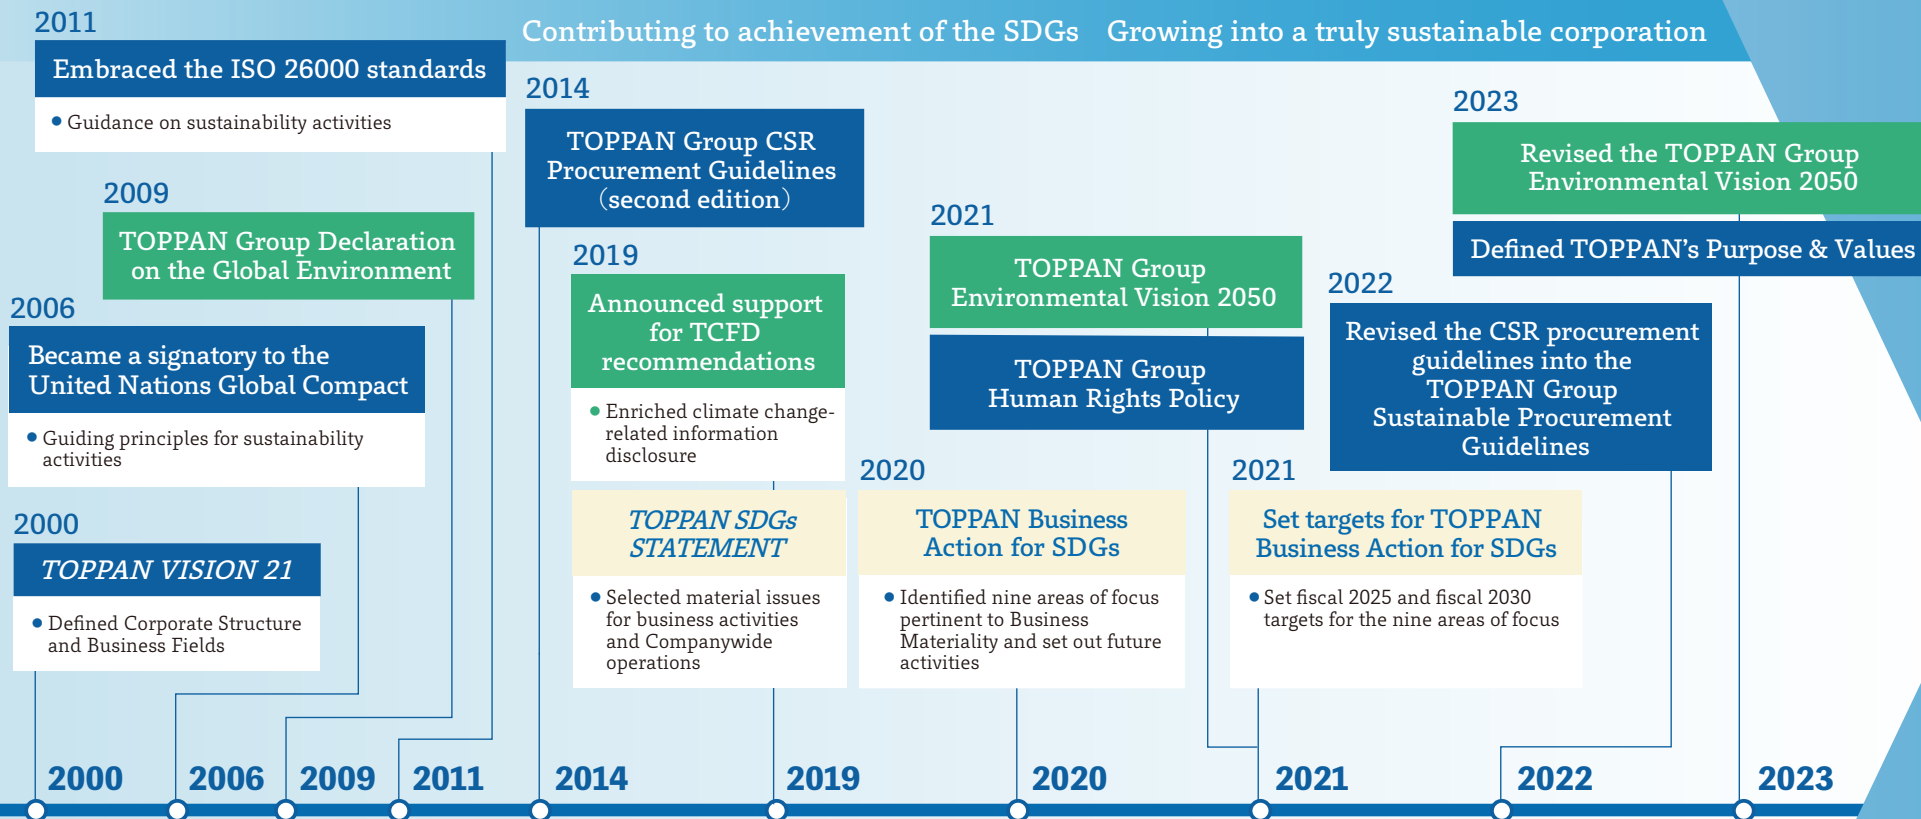 Contributing to achievement of the SDGs Growing into a truly sustainable corporation
2011
Embraced the ISO 26000 standards
• Guidance on sustainability activities
2009
TOPPAN Group Declaration
on the Global Environment
2006
Became a signatory to the
United Nations Global Compact
• Guiding principles for sustainability
activities
2000
TOPPAN VISION 21
• Defined Corporate Structure
and Business Fields
2014
TOPPAN Group CSR
Procurement Guidelines
(second edition)
2019
Announced support
for TCFD
recommendations
• Enriched climate change-
related information
disclosure
TOPPAN SDGs
STATEMENT
• Selected material issues
for business activities
and Companywide
operations
2020
TOPPAN Business
Action for SDGs
• Identified nine areas of focus
pertinent to Business
Materiality and set out future
activities
2021
TOPPAN Group
Environmental Vision 2050
TOPPAN Group
Human Rights Policy
2021
Set targets for TOPPAN
Business Action for SDGs
• Set fiscal 2025 and fiscal 2030
targets for the nine areas of focus
2022
Revised the CSR procurement
guidelines into the
TOPPAN Group
Sustainable Procurement
Guidelines
2023
Revised the TOPPAN Group
Environmental Vision 2050
Defined TOPPAN's Purpose & Values
2000 2006 2009 2011 2014 2019 2020 2021 2022 2023